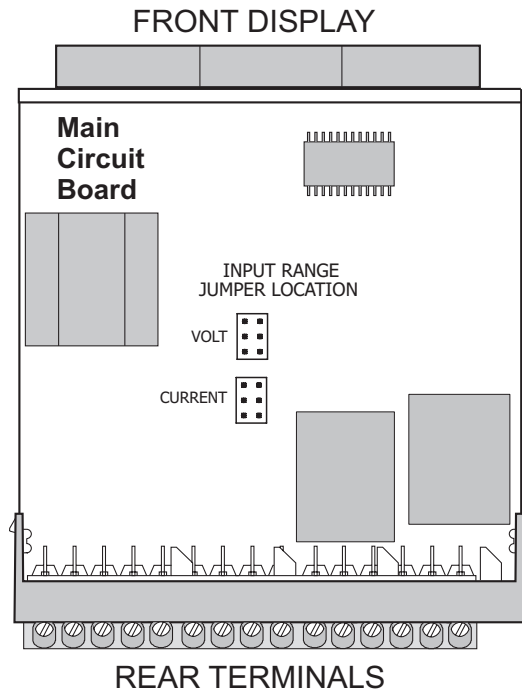 FRONT DISPLAY
Main
Circuit
Board
INPUT RANGE
JUMPER LOCATION
VOLT
CURRENT
REAR TERMINALS